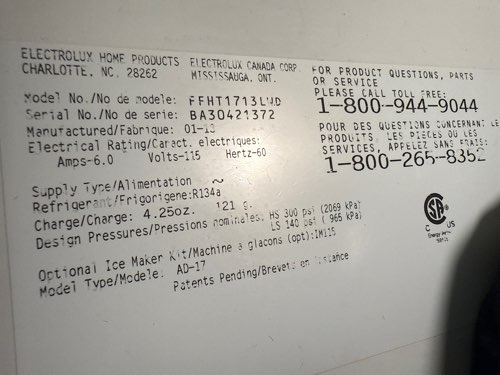 ELECTROLUX HOME PRODUCTS
CHARLOTTE, NC. 28262
ELECTROLUX CANADA CORP.
MISSISSAUGA, ONT.
FOR PRODUCT QUESTIONS, PARTS
OR SERVICE
PLEASE CALL TOLL FREE:
1-800-944-9044
POUR DES QUESTIONS CONCERNANT LE
PRODUITS, LES PIECES OU LES
SERVICES, APPELEZ SANS FRAIS:
1-800-265-8352
Model No./No de modele:
Serial No./No de serie: BA30421372
Manufactured/Fabrique: 01-13
Electrical Rating/Caract. electriques:
Amps-6.0 Volts-115 Hertz-60
Supply Type/Alimentation ~
Refrigerant/Frigorigene:R134a
Charge/Charge: 4.25oz. 121 g.
Design Pressures/Pressions nominales: HS 300 psi (2069 kPa)
LS 140 psi ( 965 kPa)
Optional Ice Maker Kit/Machine a glacons (opt):IM115
Model Type/Modele: AD-17
Patents Pending/Brevets en instance
C US